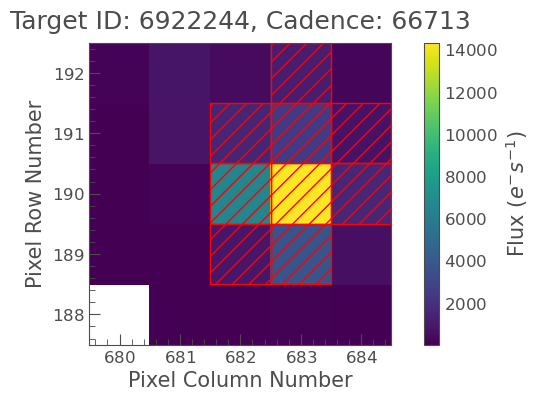 Target ID: 6922244, Cadence: 66713
192
191
190
189
188
680 681 682 683 684
Pixel Column Number
Pixel Row Number
14000
12000
10000
8000
6000
4000
2000
Flux (e⁻s⁻¹)